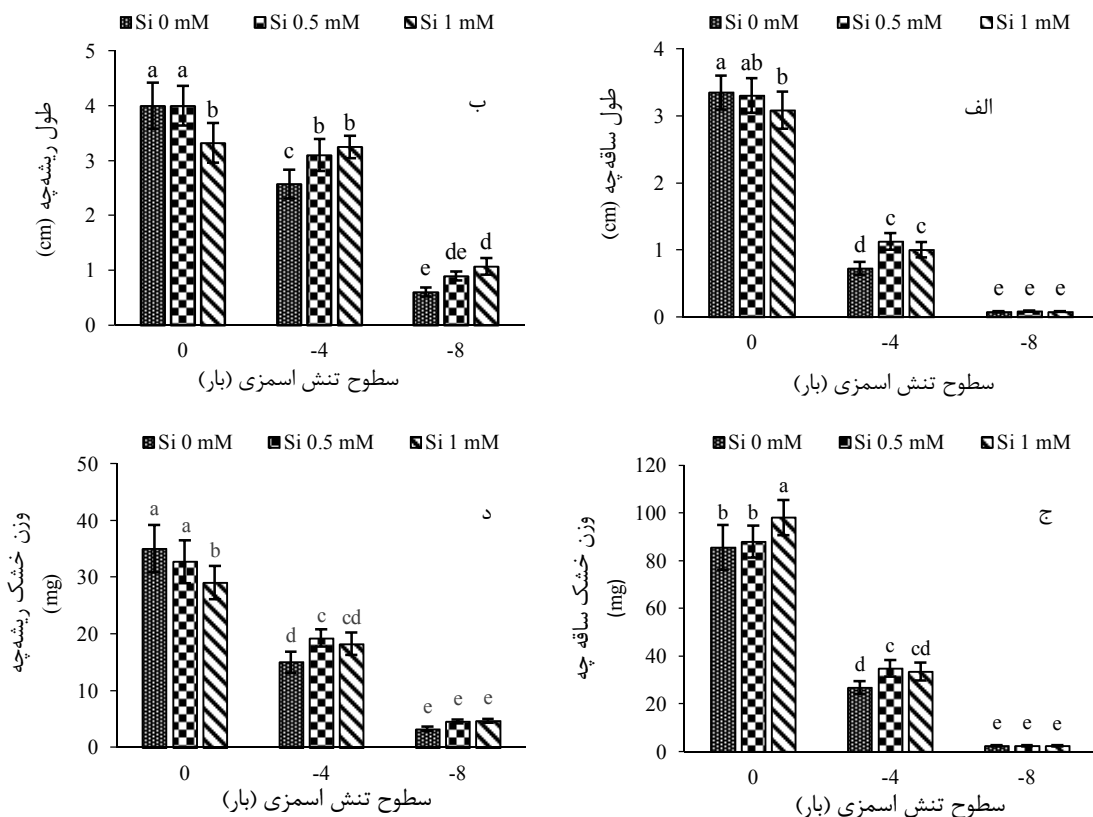 Si 0 mM Si 0.5 mM Si 1 mM
الف
طول ساقه‌چه (cm)
4
3
2
1
0
a ab b
d c c
e e e
0 -4 -8
سطوح تنش اسمزی (بار)
Si 0 mM Si 0.5 mM Si 1 mM
ب
طول ریشه‌چه (cm)
5
4
3
2
1
0
a a b
c b b
e de d
0 -4 -8
سطوح تنش اسمزی (بار)
Si 0 mM Si 0.5 mM Si 1 mM
ج
وزن خشک ساقه چه
(mg)
120
100
80
60
40
20
0
b b a
d c cd
e e e
0 -4 -8
سطوح تنش اسمزی (بار)
Si 0 mM Si 0.5 mM Si 1 mM
د
وزن خشک ریشه‌چه
(mg)
50
40
30
20
10
0
a a b
d c cd
e e e
0 -4 -8
سطوح تنش اسمزی (بار)